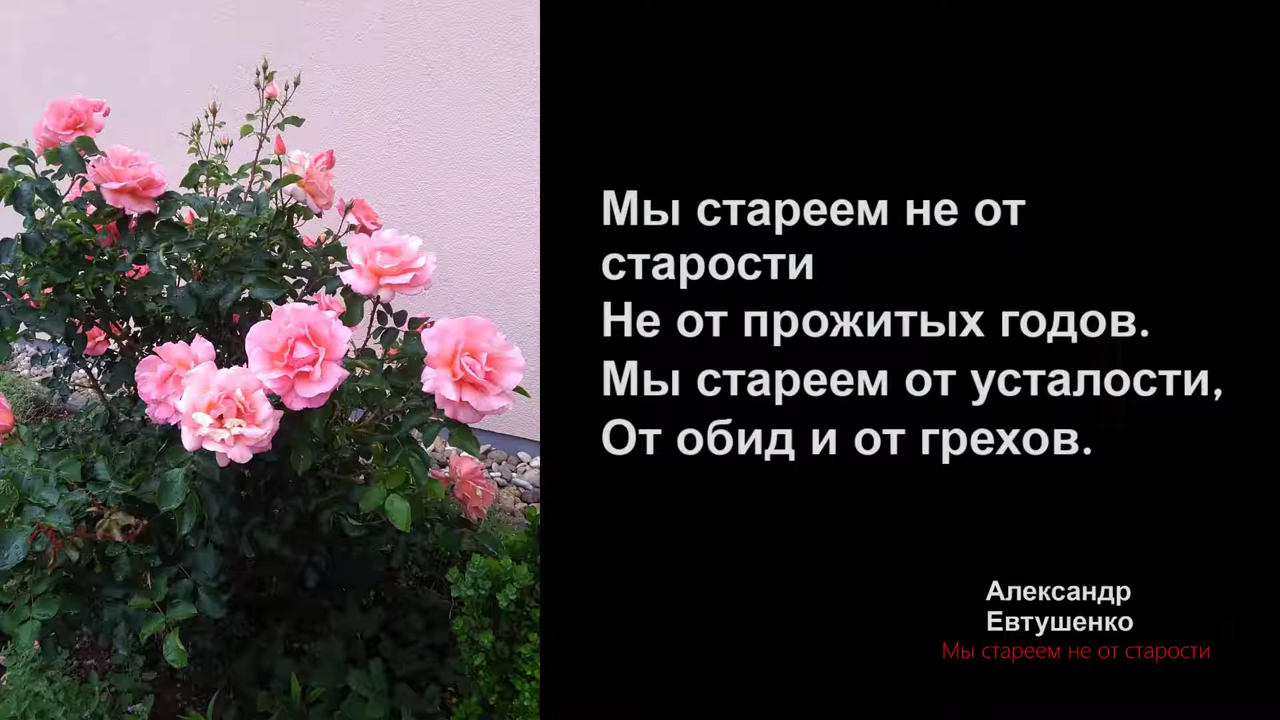 Мы стареем не от
старости
Не от прожитых годов.
Мы стареем от усталости,
От обид и от грехов.
Александр
Евтушенко
Мы стареем не от старости